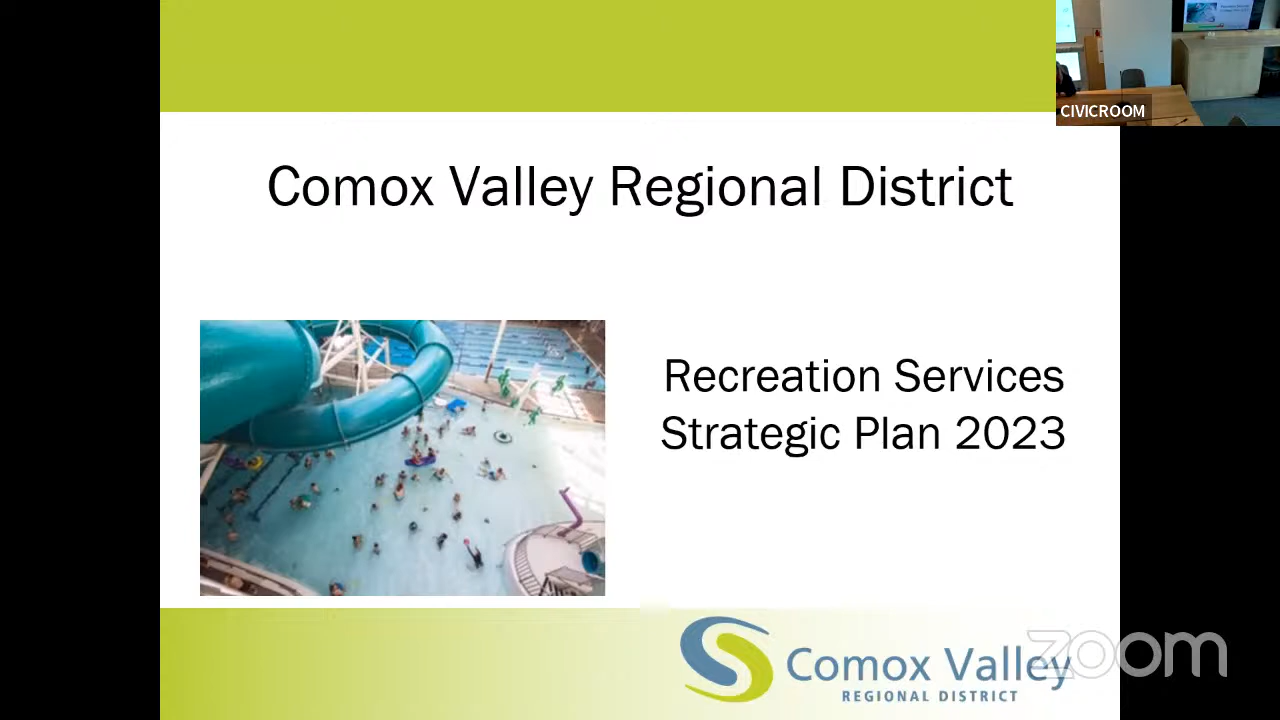 CIVICROOM
Comox Valley Regional District
Recreation Services
Strategic Plan 2023
Comox Valley
REGIONAL DISTRICT
zoom